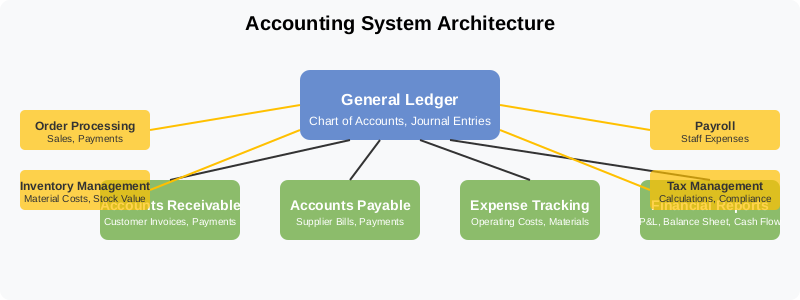 Accounting System Architecture
General Ledger
Chart of Accounts, Journal Entries
Order Processing
Sales, Payments
Payroll
Staff Expenses
Inventory Management
Material Costs, Stock Value
Tax Management
Calculations, Compliance
Accounts Receivable
Customer Invoices, Payments
Accounts Payable
Supplier Bills, Payments
Expense Tracking
Operating Costs, Materials
Financial Reports
P&L, Balance Sheet, Cash Flow